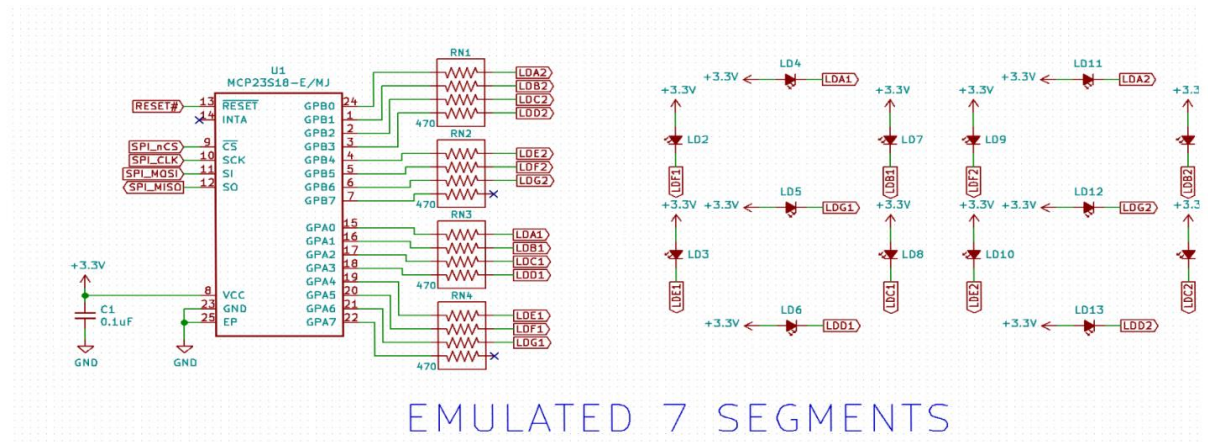 U1
MCP23S18-E/MJ
RESET#
13
RESET
14
INTA
SPI_nCS
9
CS
SPI_CLK
10
SCK
SPI_MOSI
11
SI
SPI_MISO
12
SO
GPB0
24
GPB1
1
GPB2
2
GPB3
3
GPB4
4
GPB5
5
GPB6
6
GPB7
7
GPA0
15
GPA1
16
GPA2
17
GPA3
18
GPA4
19
GPA5
20
GPA6
21
GPA7
22
+3.3V
8
VCC
23
GND
25
EP
C1
0.1uF
GND
GND
RN1
LDA2
LDB2
LDC2
LDD2
470
RN2
LDE2
LDF2
LDG2
470
RN3
LDA1
LDB1
LDC1
LDD1
470
RN4
LDE1
LDF1
LDG1
470
LD4
+3.3V
LDA1
+3.3V
LD2
LDF1
+3.3V
LD7
LDB1
LD5
+3.3V
LDG1
+3.3V
LD3
LDE1
+3.3V
LD8
LDC1
LD6
+3.3V
LDD1
LD11
+3.3V
LDA2
+3.3V
LD9
LDF2
+3.3
LDB2
LD12
+3.3V
LDG2
+3.3V
LD10
LDE2
+3.3
LDC2
LD13
+3.3V
LDD2
EMULATED 7 SEGMENTS